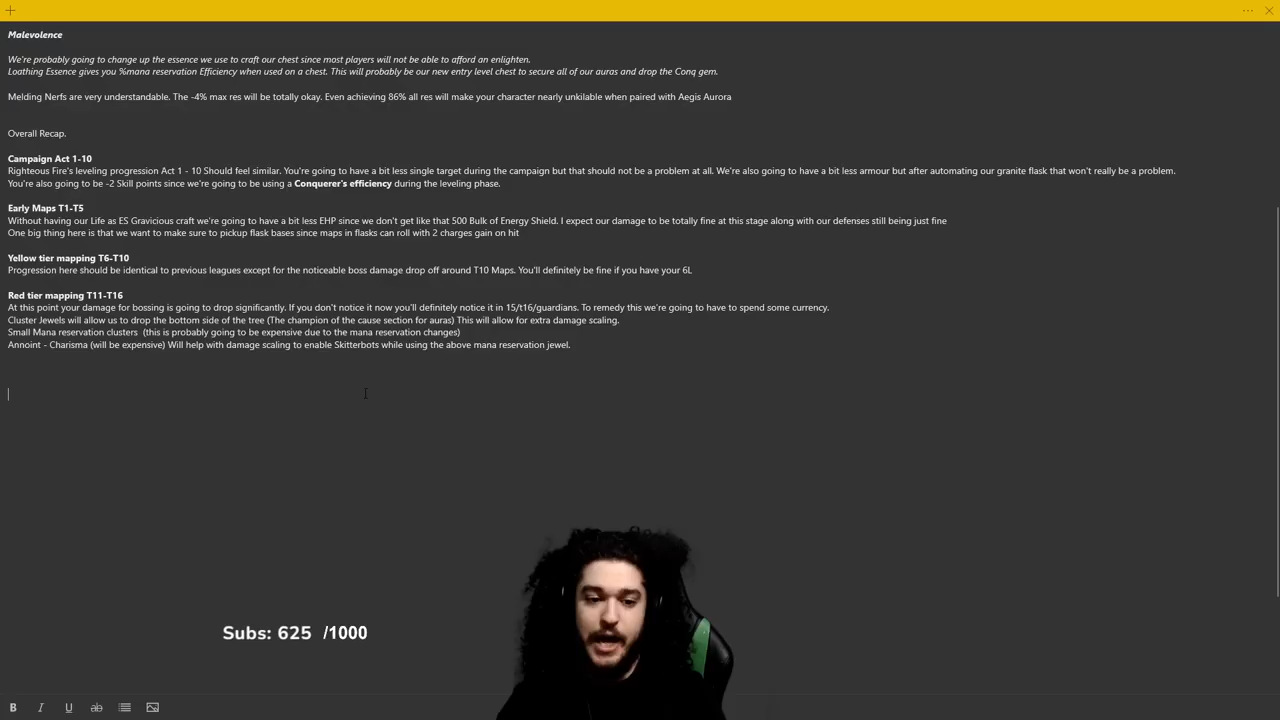 Malevolence
We're probably going to change up the essence we use to craft our chest since most players will not be able to afford an enlighten.
Loathing Essence gives you %mana reservation Efficiency when used on a chest. This will probably be our new entry level chest to secure all of our auras and drop the Conq gem.
Melding Nerfs are very understandable. The -4% max res will be totally okay. Even achieving 86% all res will make your character nearly unkilable when paired with Aegis Aurora
Overall Recap.
Campaign Act 1-10
Righteous Fire's leveling progression Act 1 - 10 Should feel similar. You're going to have a bit less single target during the campaign but that should not be a problem at all. We're also going to have a bit less armour but after automating our granite flask that won't really be a problem.
You're also going to be -2 Skill points since we're going to be using a Conquerer's efficiency during the leveling phase.
Early Maps T1-T5
Without having our Life as ES Gravicious craft we're going to have a bit less EHP since we don't get like that 500 Bulk of Energy Shield. I expect our damage to be totally fine at this stage along with our defenses still being just fine
One big thing here is that we want to make sure to pickup flask bases since maps in flasks can roll with 2 charges gain on hit
Yellow tier mapping T6-T10
Progression here should be identical to previous leagues except for the noticeable boss damage drop off around T10 Maps. You'll definitely be fine if you have your 6L
Red tier mapping T11-T16
At this point your damage for bossing is going to drop significantly. If you don't notice it now you'll definitely notice it in 15/t16/guardians. To remedy this we're going to have to spend some currency.
Cluster Jewels will allow us to drop the bottom side of the tree (The champion of the cause section for auras) This will allow for extra damage scaling.
Small Mana reservation clusters (this is probably going to be expensive due to the mana reservation changes)
Annoint - Charisma (will be expensive) Will help with damage scaling to enable Skitterbots while using the above mana reservation jewel.
Subs: 625 /1000
B I U ab